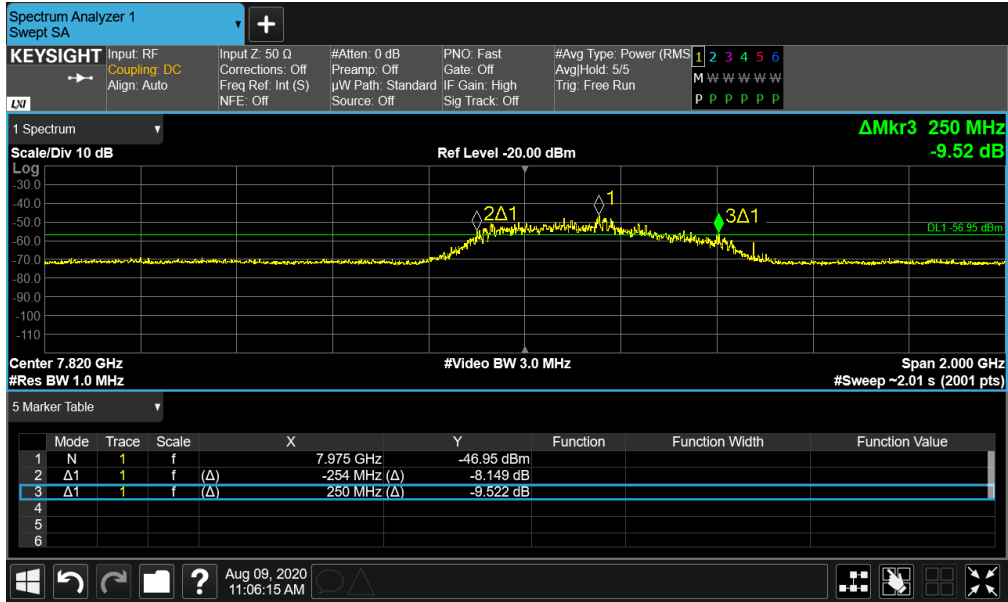 Spectrum Analyzer 1
Swept SA
KEYSIGHT
LXI
Input: RF
Coupling: DC
Align: Auto
Input Z: 50 Ω
Corrections: Off
Freq Ref: Int (S)
NFE: Off
#Atten: 0 dB
Preamp: Off
µW Path: Standard
Source: Off
PNO: Fast
Gate: Off
IF Gain: High
Sig Track: Off
#Avg Type: Power (RMS
Avg|Hold: 5/5
Trig: Free Run
1 2 3 4 5 6
M W W W W W
P P P P P P
1 Spectrum
Scale/Div 10 dB
Ref Level -20.00 dBm
ΔMkr3 250 MHz
-9.52 dB
Log
-30.0
-40.0
-50.0
-60.0
-70.0
-80.0
-90.0
-100
-110
2Δ1
1
3Δ1
DL1 -56.95 dBm
Center 7.820 GHz
#Video BW 3.0 MHz
Span 2.000 GHz
#Res BW 1.0 MHz
#Sweep ~2.01 s (2001 pts)
5 Marker Table
Mode Trace Scale X Y Function Function Width Function Value
1 N 1 f 7.975 GHz -46.95 dBm
2 Δ1 1 f (Δ) -254 MHz (Δ) -8.149 dB
3 Δ1 1 f (Δ) 250 MHz (Δ) -9.522 dB
4
5
6
?
Aug 09, 2020
11:06:15 AM